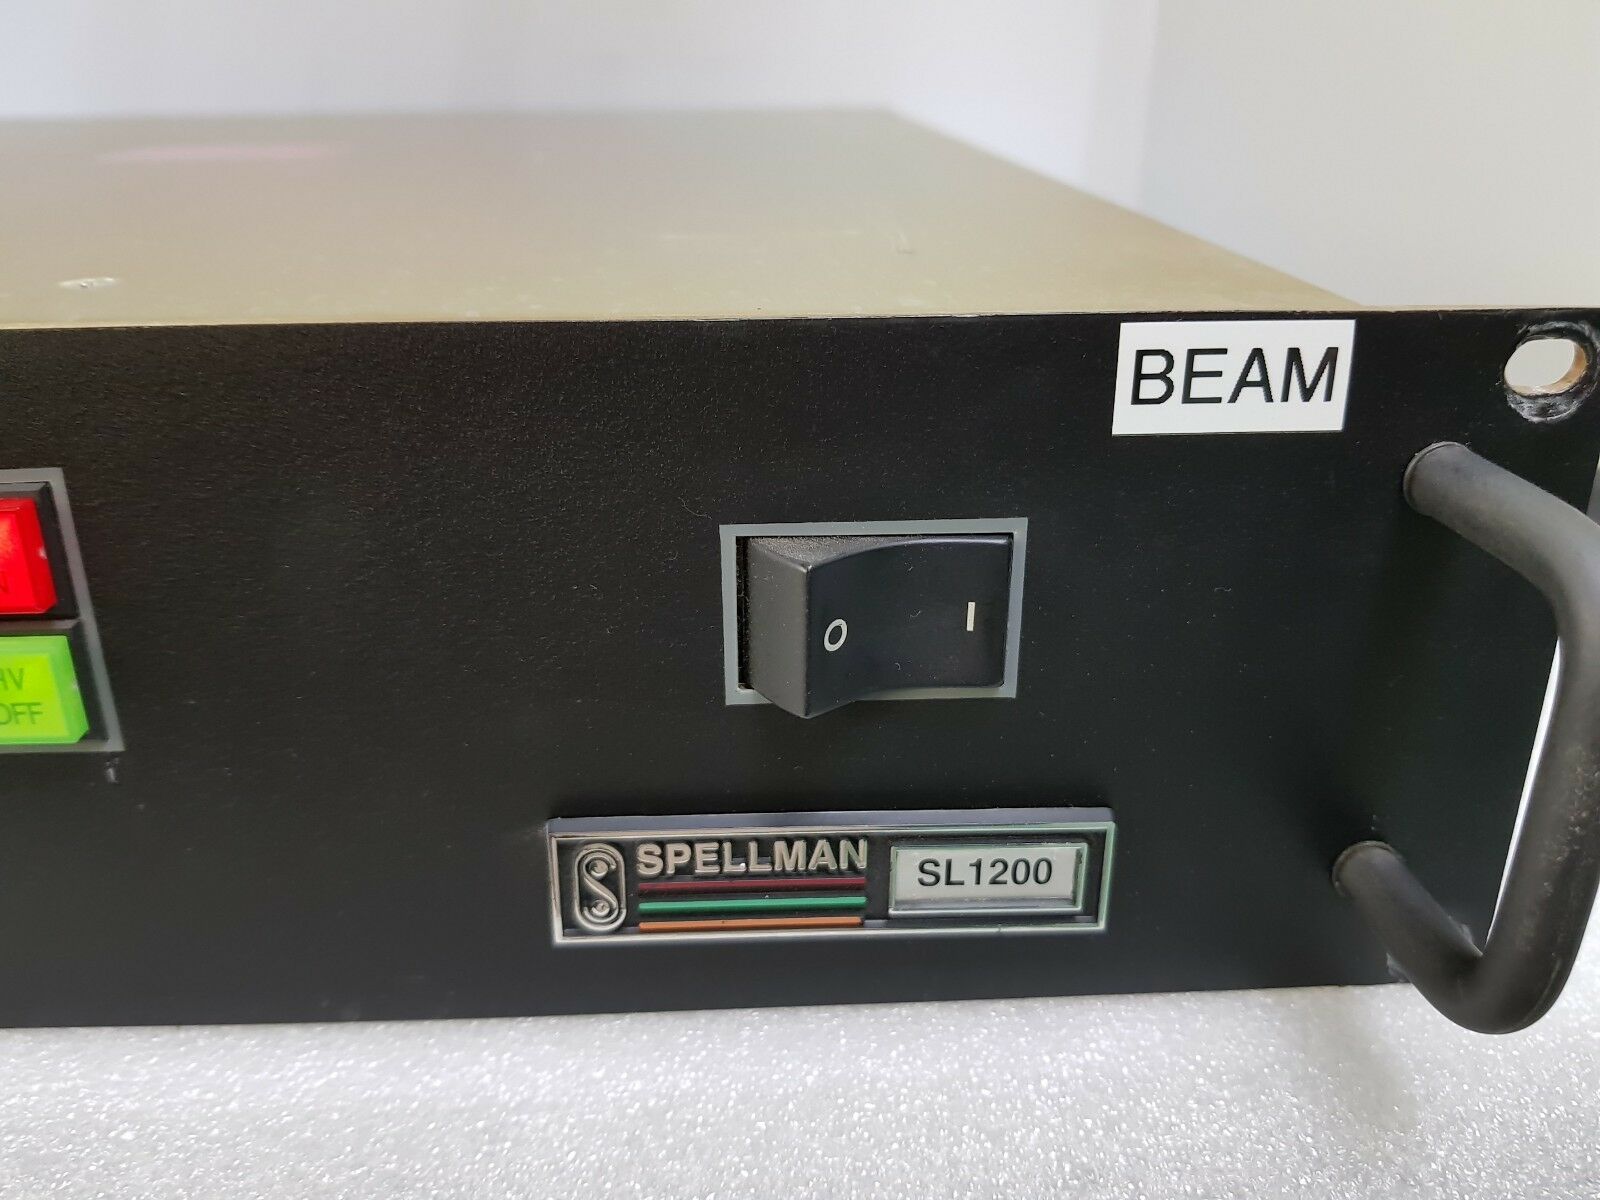 BEAM
N
HV
OFF
O I
SPELLMAN SL1200